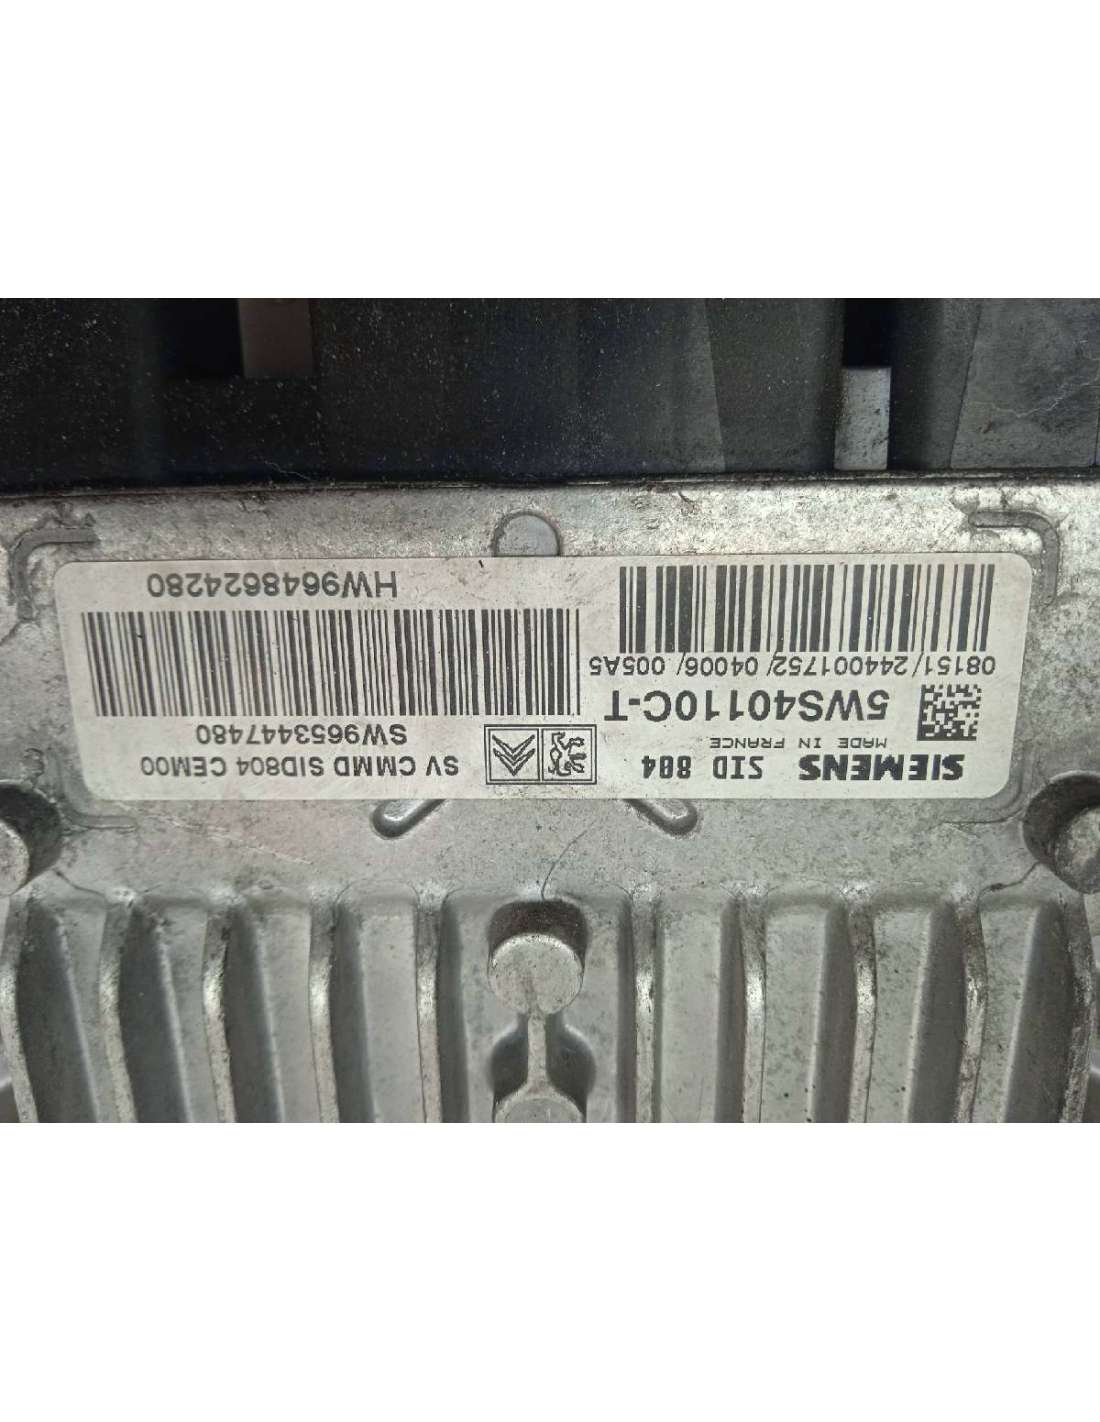 SIEMENS SID 804
MADE IN FRANCE
5WS40110C-T
08151/244001752/04006/005A5
SV CMMD SID804 CEM00
SW9653447480
HW9648624280